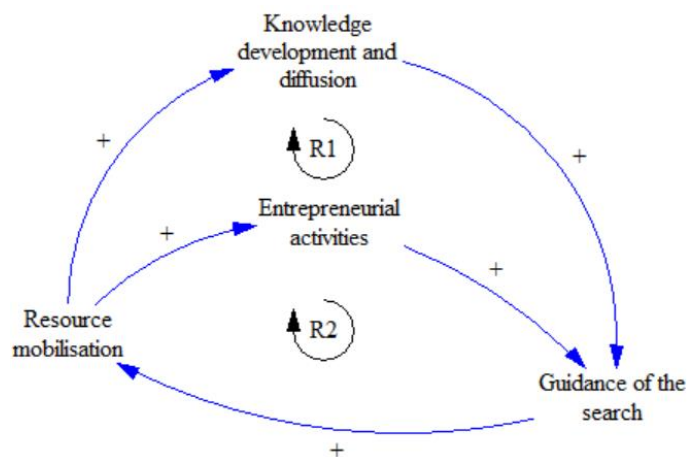 Knowledge
development and
diffusion
+
+
R1
Entrepreneurial
activities
+
+
R2
Resource
mobilisation
Guidance of the
search
+